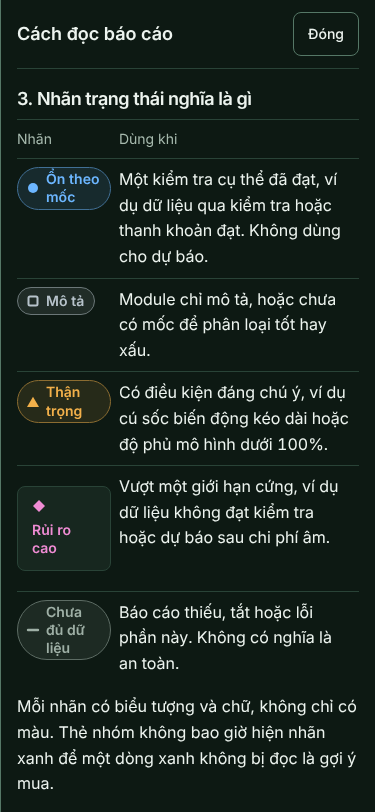 Cách đọc báo cáo
Đóng
3. Nhãn trạng thái nghĩa là gì
Nhãn
Dùng khi
Ổn theo
mốc
Một kiểm tra cụ thể đã đạt, ví
dụ dữ liệu qua kiểm tra hoặc
thanh khoản đạt. Không dùng
cho dự báo.
Mô tả
Module chỉ mô tả, hoặc chưa
có mốc để phân loại tốt hay
xấu.
Thận
trọng
Có điều kiện đáng chú ý, ví dụ
cú sốc biến động kéo dài hoặc
độ phủ mô hình dưới 100%.
Rủi ro
cao
Vượt một giới hạn cứng, ví dụ
dữ liệu không đạt kiểm tra
hoặc dự báo sau chi phí âm.
Chưa
đủ dữ
liệu
Báo cáo thiếu, tắt hoặc lỗi
phần này. Không có nghĩa là
an toàn.
Mỗi nhãn có biểu tượng và chữ, không chỉ có
màu. Thẻ nhóm không bao giờ hiện nhãn
xanh để một dòng xanh không bị đọc là gợi ý
mua.